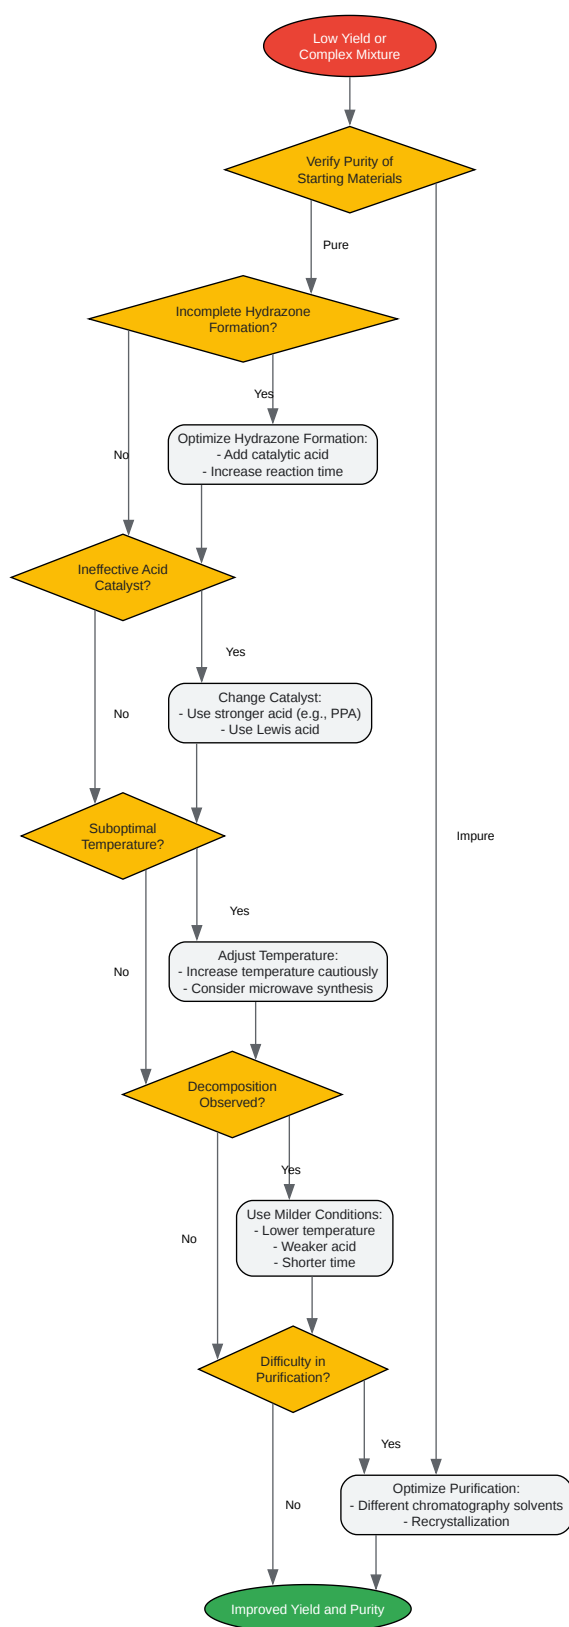 Low Yield or
Complex Mixture
Verify Purity of
Starting Materials
Pure
Incomplete Hydrazone
Formation?
Yes
Optimize Hydrazone Formation:
- Add catalytic acid
- Increase reaction time
No
Ineffective Acid
Catalyst?
Yes
Change Catalyst:
- Use stronger acid (e.g., PPA)
- Use Lewis acid
No
Suboptimal
Temperature?
Impure
Yes
Adjust Temperature:
- Increase temperature cautiously
- Consider microwave synthesis
No
Decomposition
Observed?
Yes
Use Milder Conditions:
- Lower temperature
- Weaker acid
- Shorter time
No
Difficulty in
Purification?
Yes
Optimize Purification:
- Different chromatography solvents
- Recrystallization
No
Improved Yield and Purity